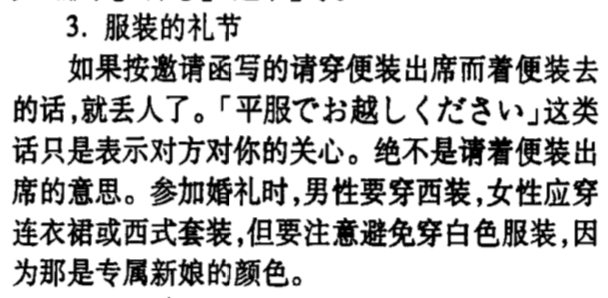 3. 服装的礼节
如果按邀请函写的请穿便装出席而着便装去
的话,就丢人了。「平服でお越しください」这类
话只是表示对方对你的关心。绝不是请着便装出
席的意思。参加婚礼时,男性要穿西装,女性应穿
连衣裙或西式套装,但要注意避免穿白色服装,因
为那是专属新娘的颜色。